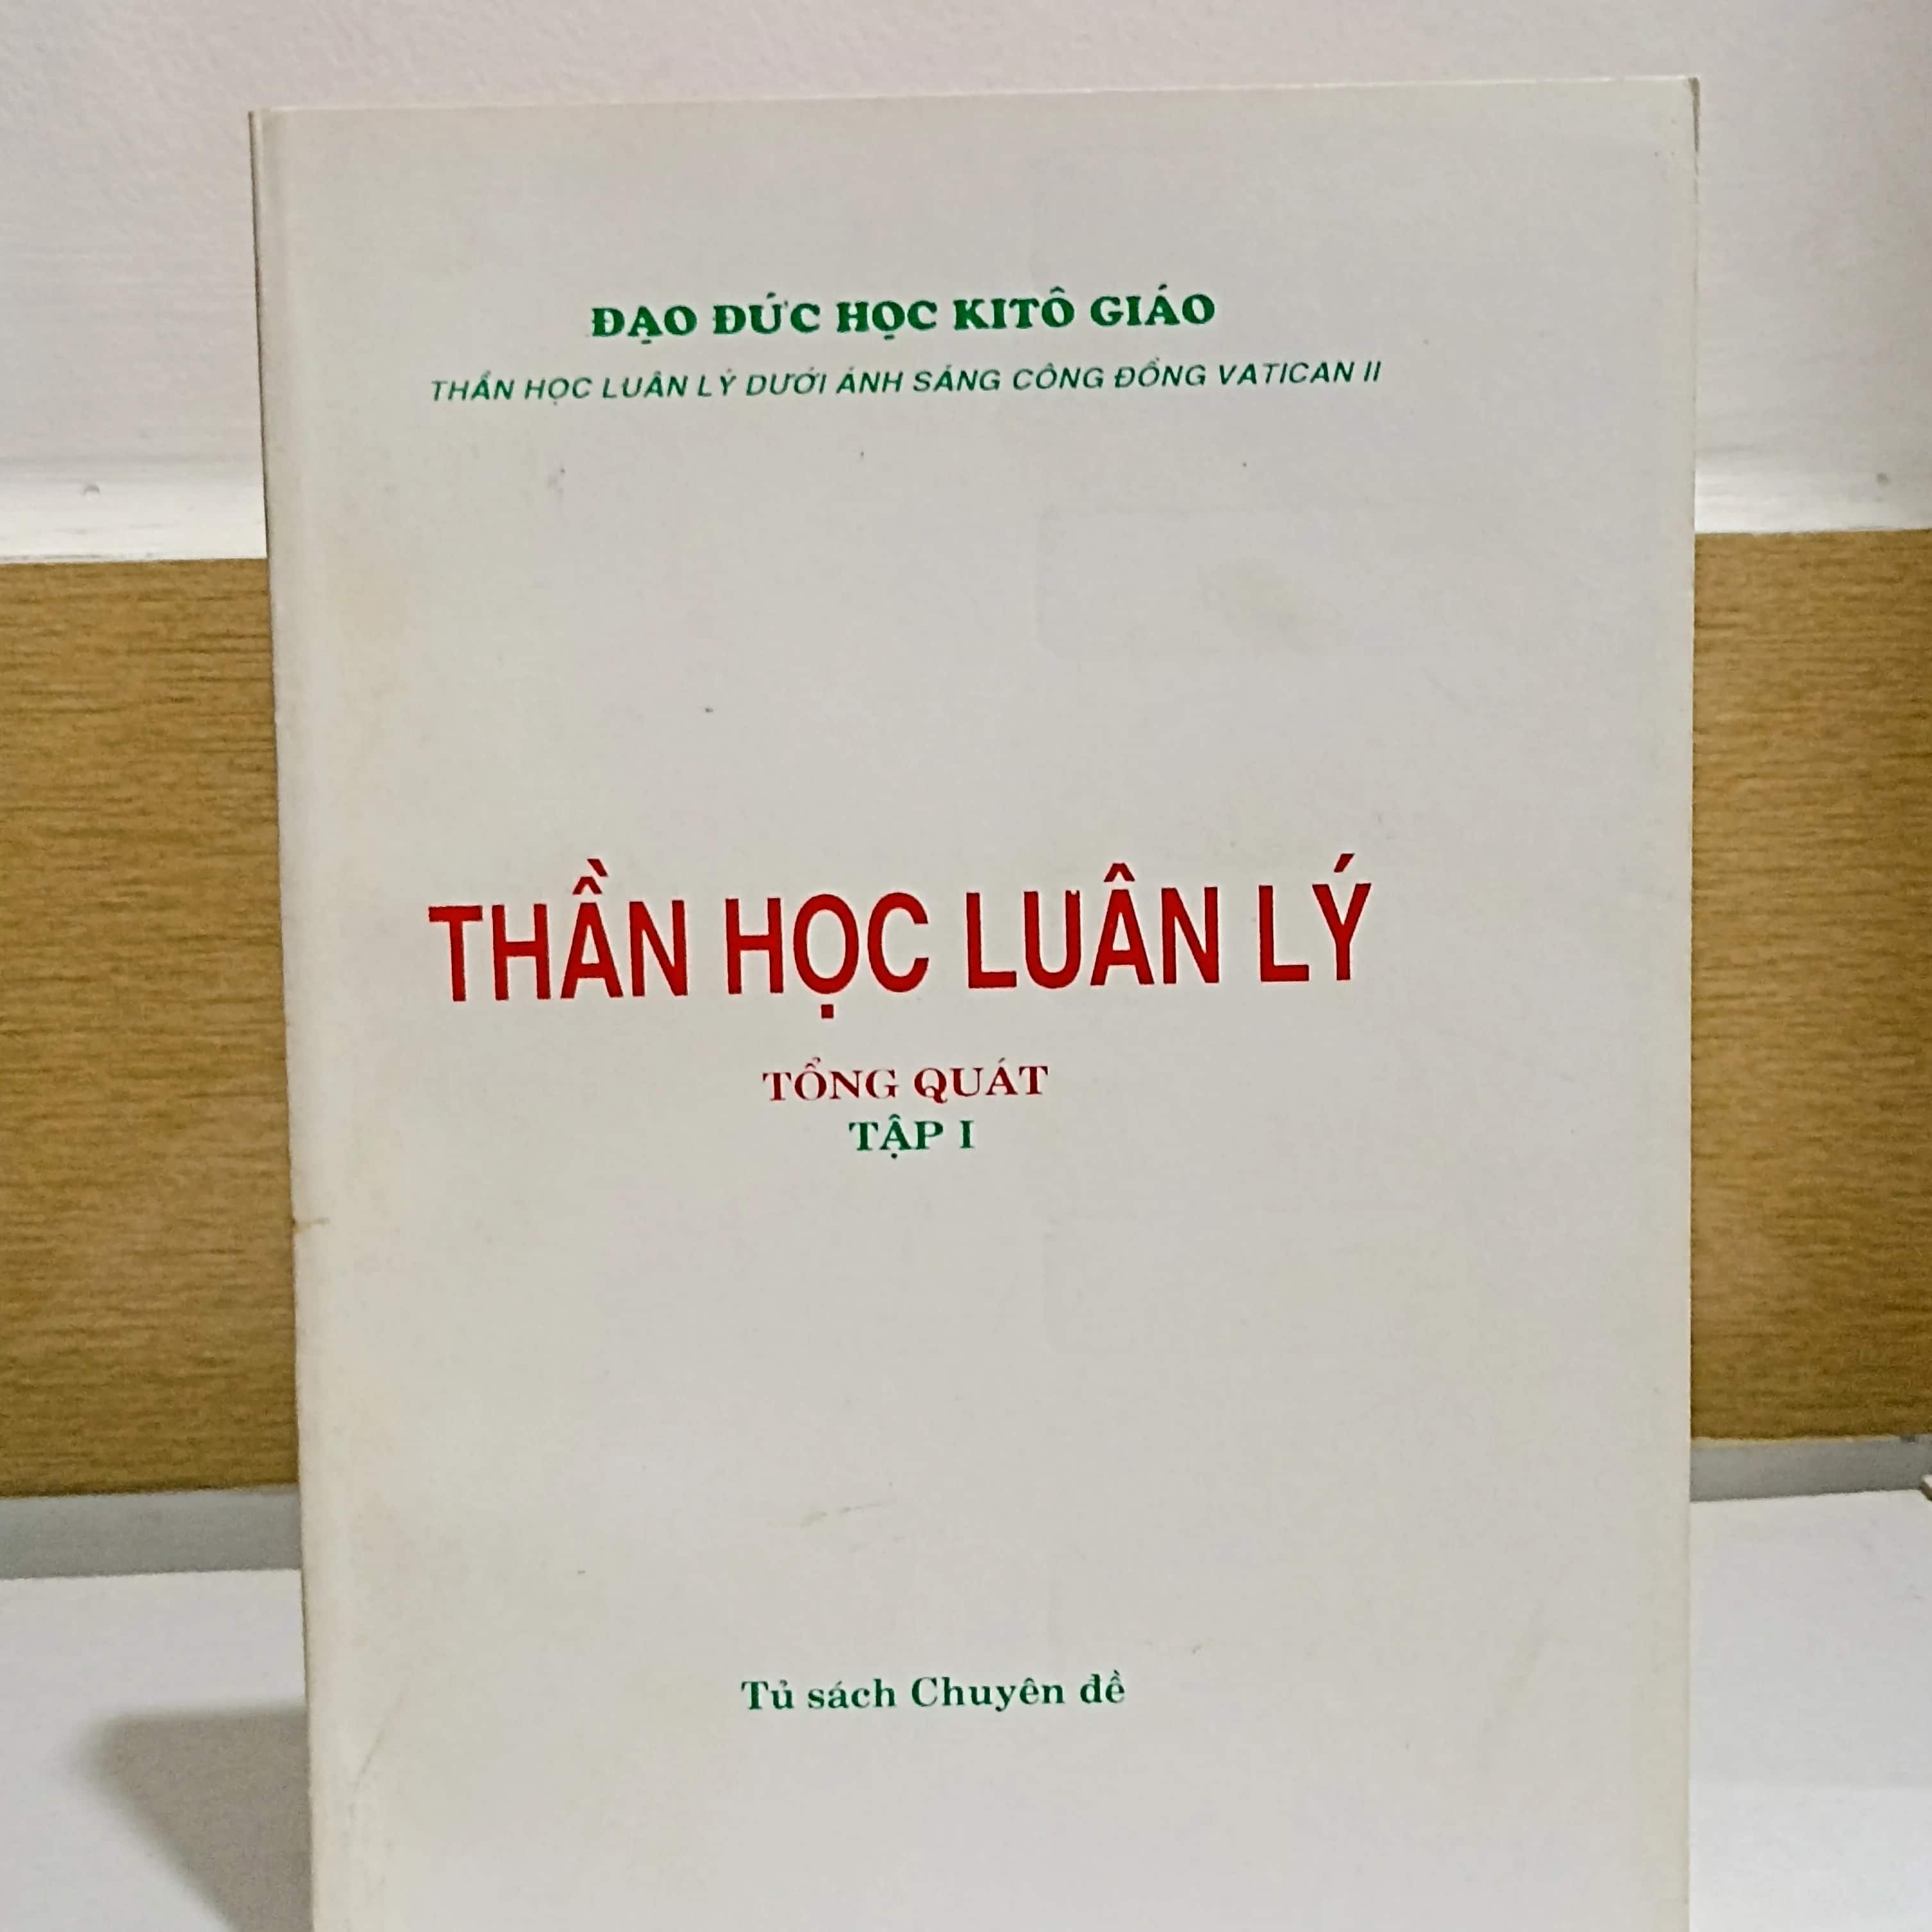 ĐẠO ĐỨC HỌC KITÔ GIÁO
THẦN HỌC LUÂN LÝ DƯỚI ÁNH SÁNG CÔNG ĐỒNG VATICAN II
THẦN HỌC LUÂN LÝ
TỔNG QUÁT
TẬP I
Tủ sách Chuyên đề